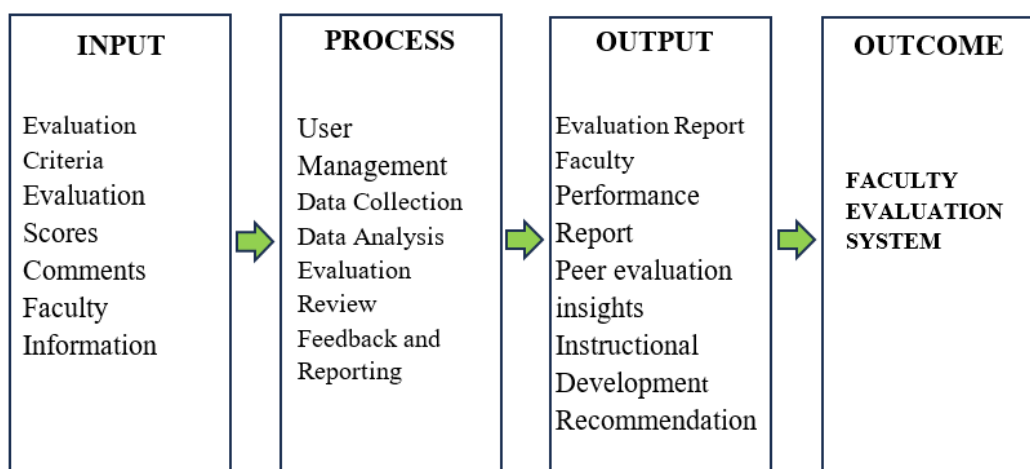 INPUT
Evaluation
Criteria
Evaluation
Scores
Comments
Faculty
Information
PROCESS
User
Management
Data Collection
Data Analysis
Evaluation
Review
Feedback and
Reporting
OUTPUT
Evaluation Report
Faculty
Performance
Report
Peer evaluation
insights
Instructional
Development
Recommendation
OUTCOME
FACULTY
EVALUATION
SYSTEM